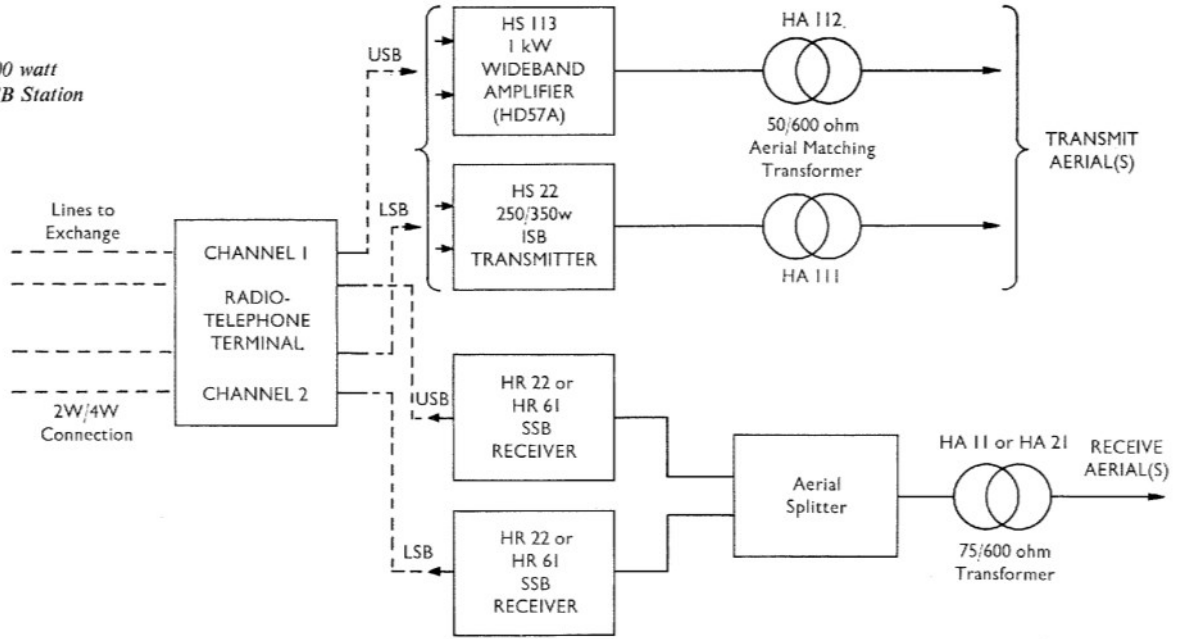 00 watt
B Station
Lines to
Exchange
CHANNEL 1
RADIO-
TELEPHONE
TERMINAL
CHANNEL 2
2W/4W
Connection
USB
LSB
USB
LSB
HS 113
1 kW
WIDEBAND
AMPLIFIER
(HD57A)
HS 22
250/350w
ISB
TRANSMITTER
HA 112.
50/600 ohm
Aerial Matching
Transformer
HA 111
TRANSMIT
AERIAL(S)
HR 22 or
HR 61
SSB
RECEIVER
HR 22 or
HR 61
SSB
RECEIVER
Aerial
Splitter
HA 11 or HA 21
75/600 ohm
Transformer
RECEIVE
AERIAL(S)